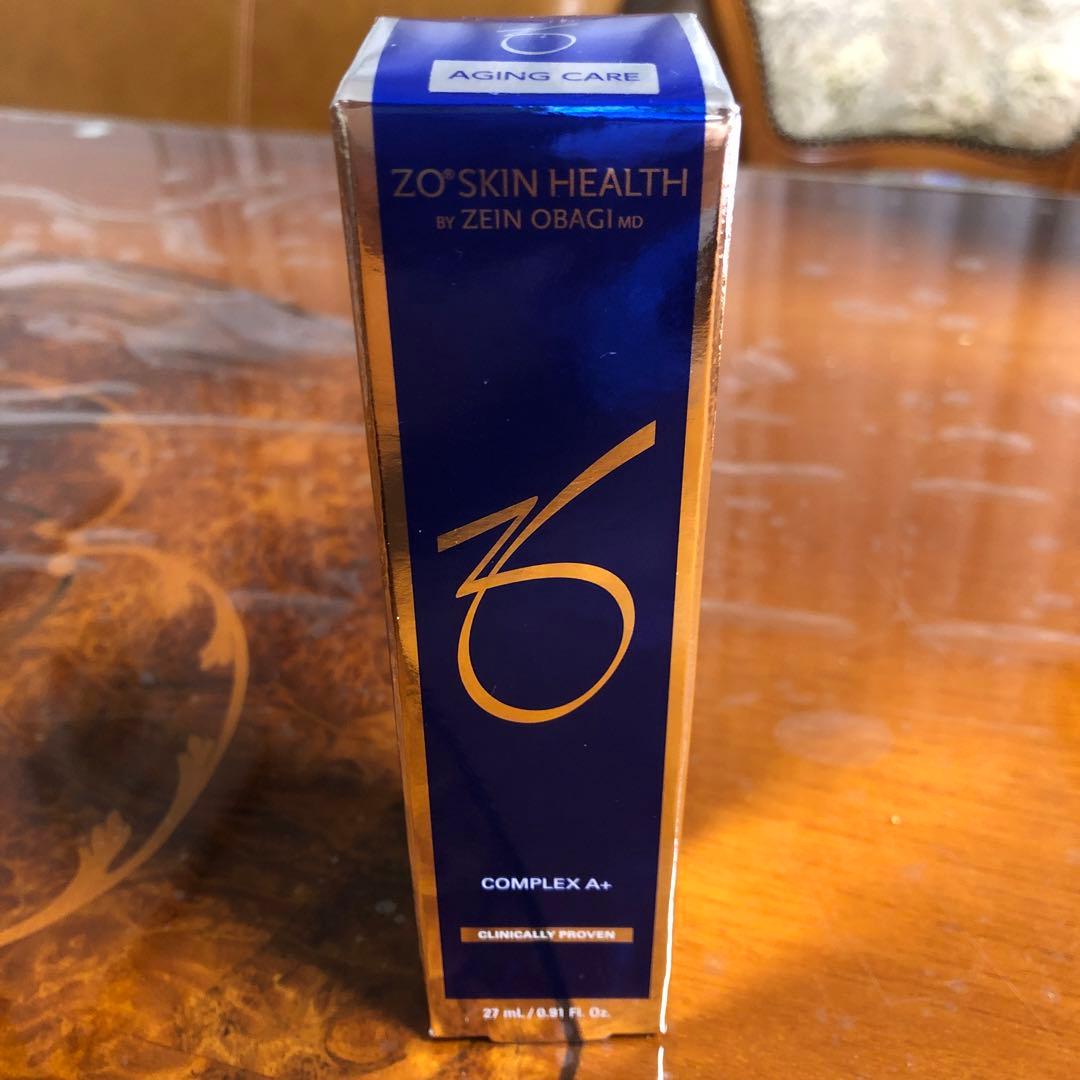 AGING CARE
ZO® SKIN HEALTH
BY ZEIN OBAGI MD
COMPLEX A+
CLINICALLY PROVEN
27 mL / 0.91 Fl. Oz.